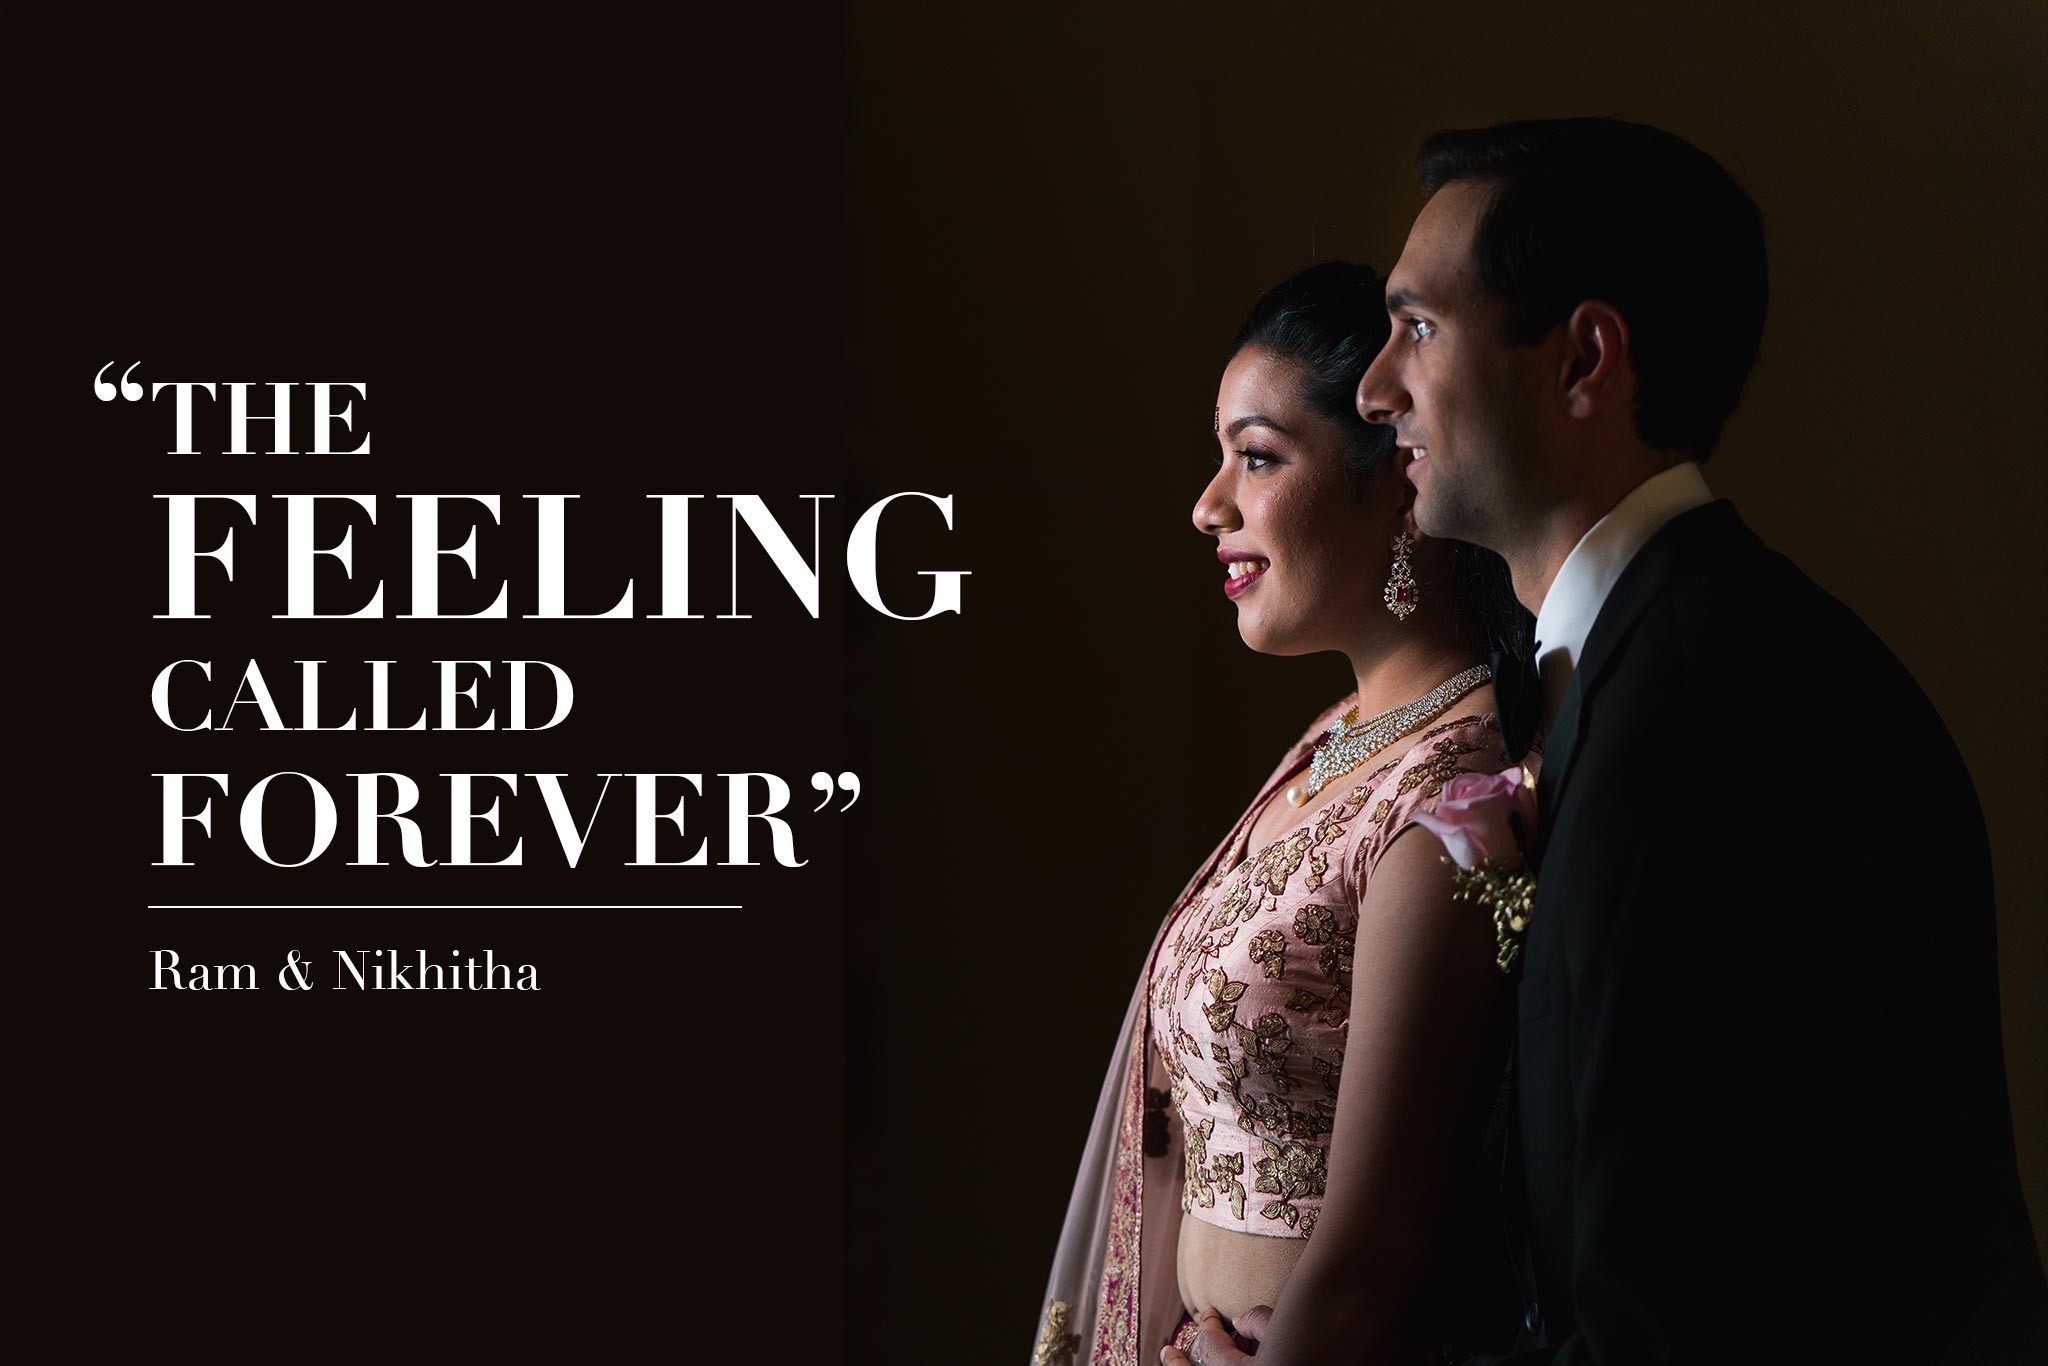 “THE
FEELING
CALLED
FOREVER”
Ram & Nikhitha